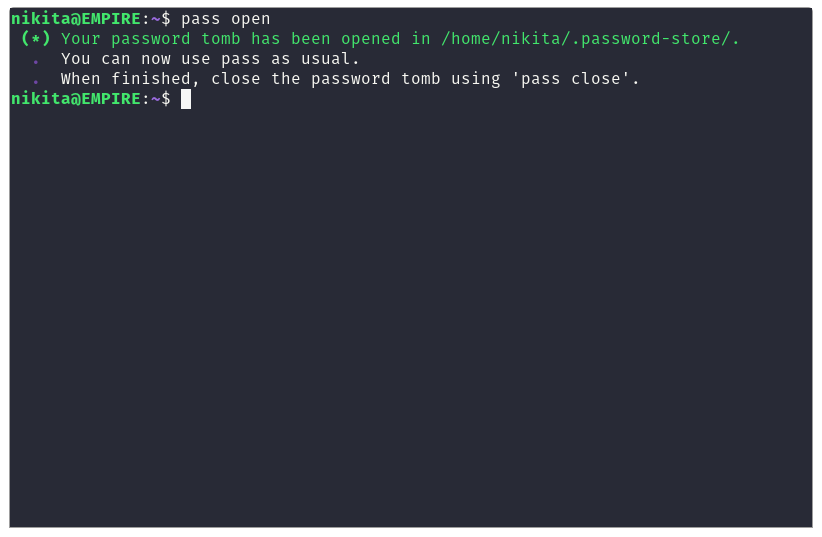 nikita@EMPIRE:~$ pass open
(*) Your password tomb has been opened in /home/nikita/.password-store/.
. You can now use pass as usual.
. When finished, close the password tomb using 'pass close'.
nikita@EMPIRE:~$